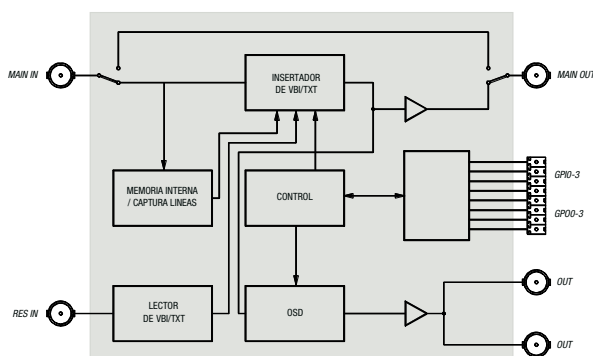 MAIN IN
INSERTADOR
DE VBI/TXT
MAIN OUT
MEMORIA INTERNA
/ CAPTURA LINEAS
CONTROL
GPI0-3
GPO0-3
RES IN
LECTOR
DE VBI/TXT
OSD
OUT
OUT